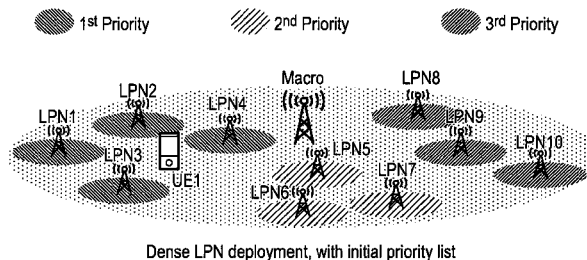 1st Priority 2nd Priority 3rd Priority
Macro
LPN8
LPN2
LPN1 LPN4 LPN9
LPN10
LPN3 LPN5
UE1 LPN6 LPN7
Dense LPN deployment, with initial priority list